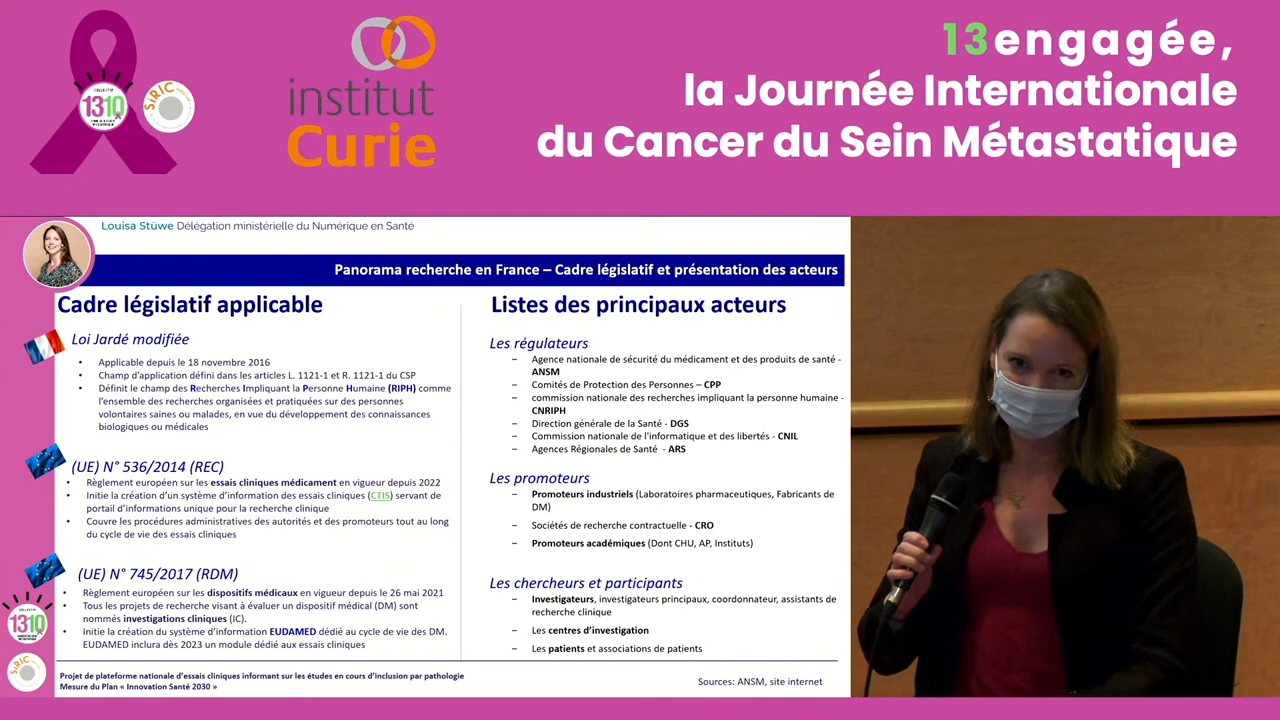 13engagée,
la Journée Internationale
du Cancer du Sein Métastatique
COLLECTIF
1310
SiRIC
institut
Curie
Louisa Stüwe Délégation ministérielle du Numérique en Santé
Panorama recherche en France – Cadre législatif et présentation des acteurs
Cadre législatif applicable
Loi Jardé modifiée
• Applicable depuis le 18 novembre 2016
• Champ d'application défini dans les articles L. 1121-1 et R. 1121-1 du CSP
• Définit le champ des Recherches Impliquant la Personne Humaine (RIPH) comme
l'ensemble des recherches organisées et pratiquées sur des personnes
volontaires saines ou malades, en vue du développement des connaissances
biologiques ou médicales
(UE) N° 536/2014 (REC)
• Règlement européen sur les essais cliniques médicament en vigueur depuis 2022
• Initie la création d'un système d'information des essais cliniques (CTIS) servant de
portail d'informations unique pour la recherche clinique
• Couvre les procédures administratives des autorités et des promoteurs tout au long
du cycle de vie des essais cliniques
(UE) N° 745/2017 (RDM)
• Règlement européen sur les dispositifs médicaux en vigueur depuis le 26 mai 2021
• Tous les projets de recherche visant à évaluer un dispositif médical (DM) sont
nommés investigations cliniques (IC).
• Initie la création du système d'information EUDAMED dédié au cycle de vie des DM.
EUDAMED inclura dès 2023 un module dédié aux essais cliniques
Listes des principaux acteurs
Les régulateurs
– Agence nationale de sécurité du médicament et des produits de santé -
ANSM
– Comités de Protection des Personnes – CPP
– commission nationale des recherches impliquant la personne humaine -
CNRIPH
– Direction générale de la Santé - DGS
– Commission nationale de l'informatique et des libertés - CNIL
– Agences Régionales de Santé - ARS
Les promoteurs
– Promoteurs industriels (Laboratoires pharmaceutiques, Fabricants de
DM)
– Sociétés de recherche contractuelle - CRO
– Promoteurs académiques (Dont CHU, AP, Instituts)
Les chercheurs et participants
– Investigateurs, investigateurs principaux, coordonnateur, assistants de
recherche clinique
– Les centres d'investigation
– Les patients et associations de patients
COLLECTIF
1310
SiRIC
Projet de plateforme nationale d'essais cliniques informant sur les études en cours d'inclusion par pathologie
Mesure du Plan « Innovation Santé 2030 »
Sources: ANSM, site internet